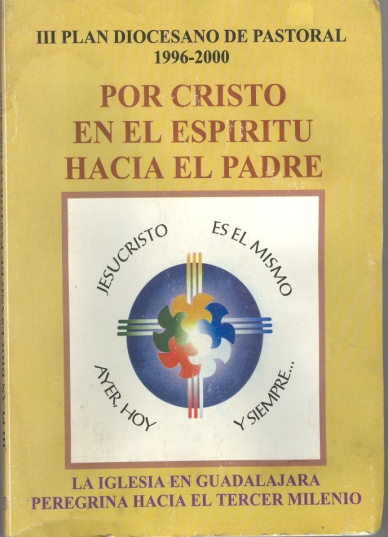 III PLAN DIOCESANO DE PASTORAL
1996-2000
POR CRISTO
EN EL ESPIRITU
HACIA EL PADRE
JESUCRISTO
ES EL MISMO
AYER, HOY
Y SIEMPRE...
LA IGLESIA EN GUADALAJARA
PEREGRINA HACIA EL TERCER MILENIO